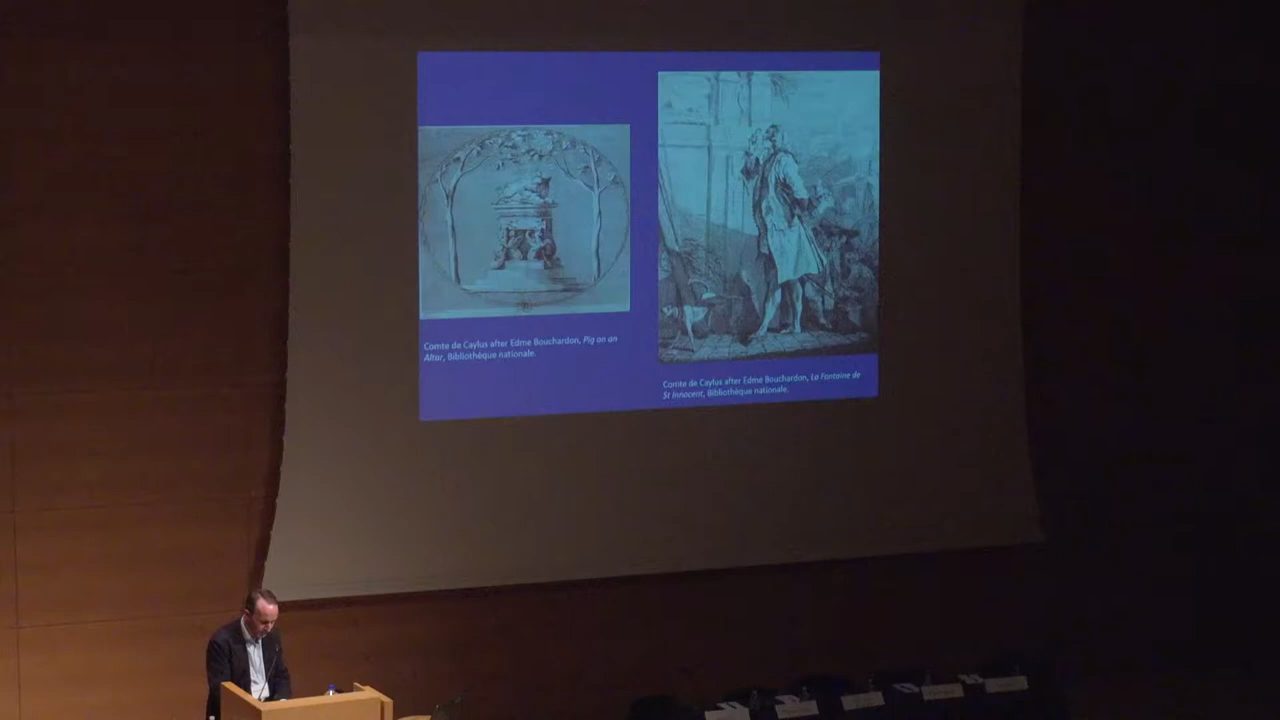 Comte de Caylus after Edme Bouchardon, Pig on an
Altar, Bibliothèque nationale.
Comte de Caylus after Edme Bouchardon, La Fontaine de
St Innocent, Bibliothèque nationale.